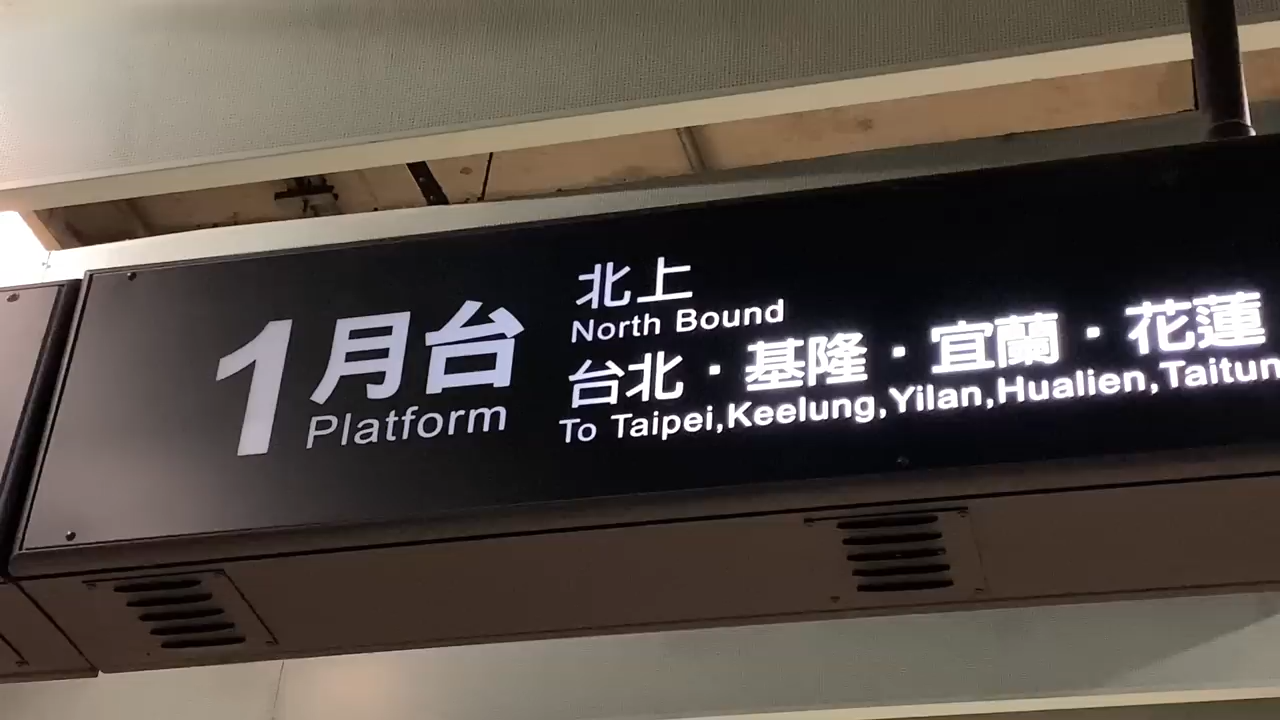 1月台
Platform
北上
North Bound
台北・基隆・宜蘭・花蓮
To Taipei,Keelung,Yilan,Hualien,Taitun